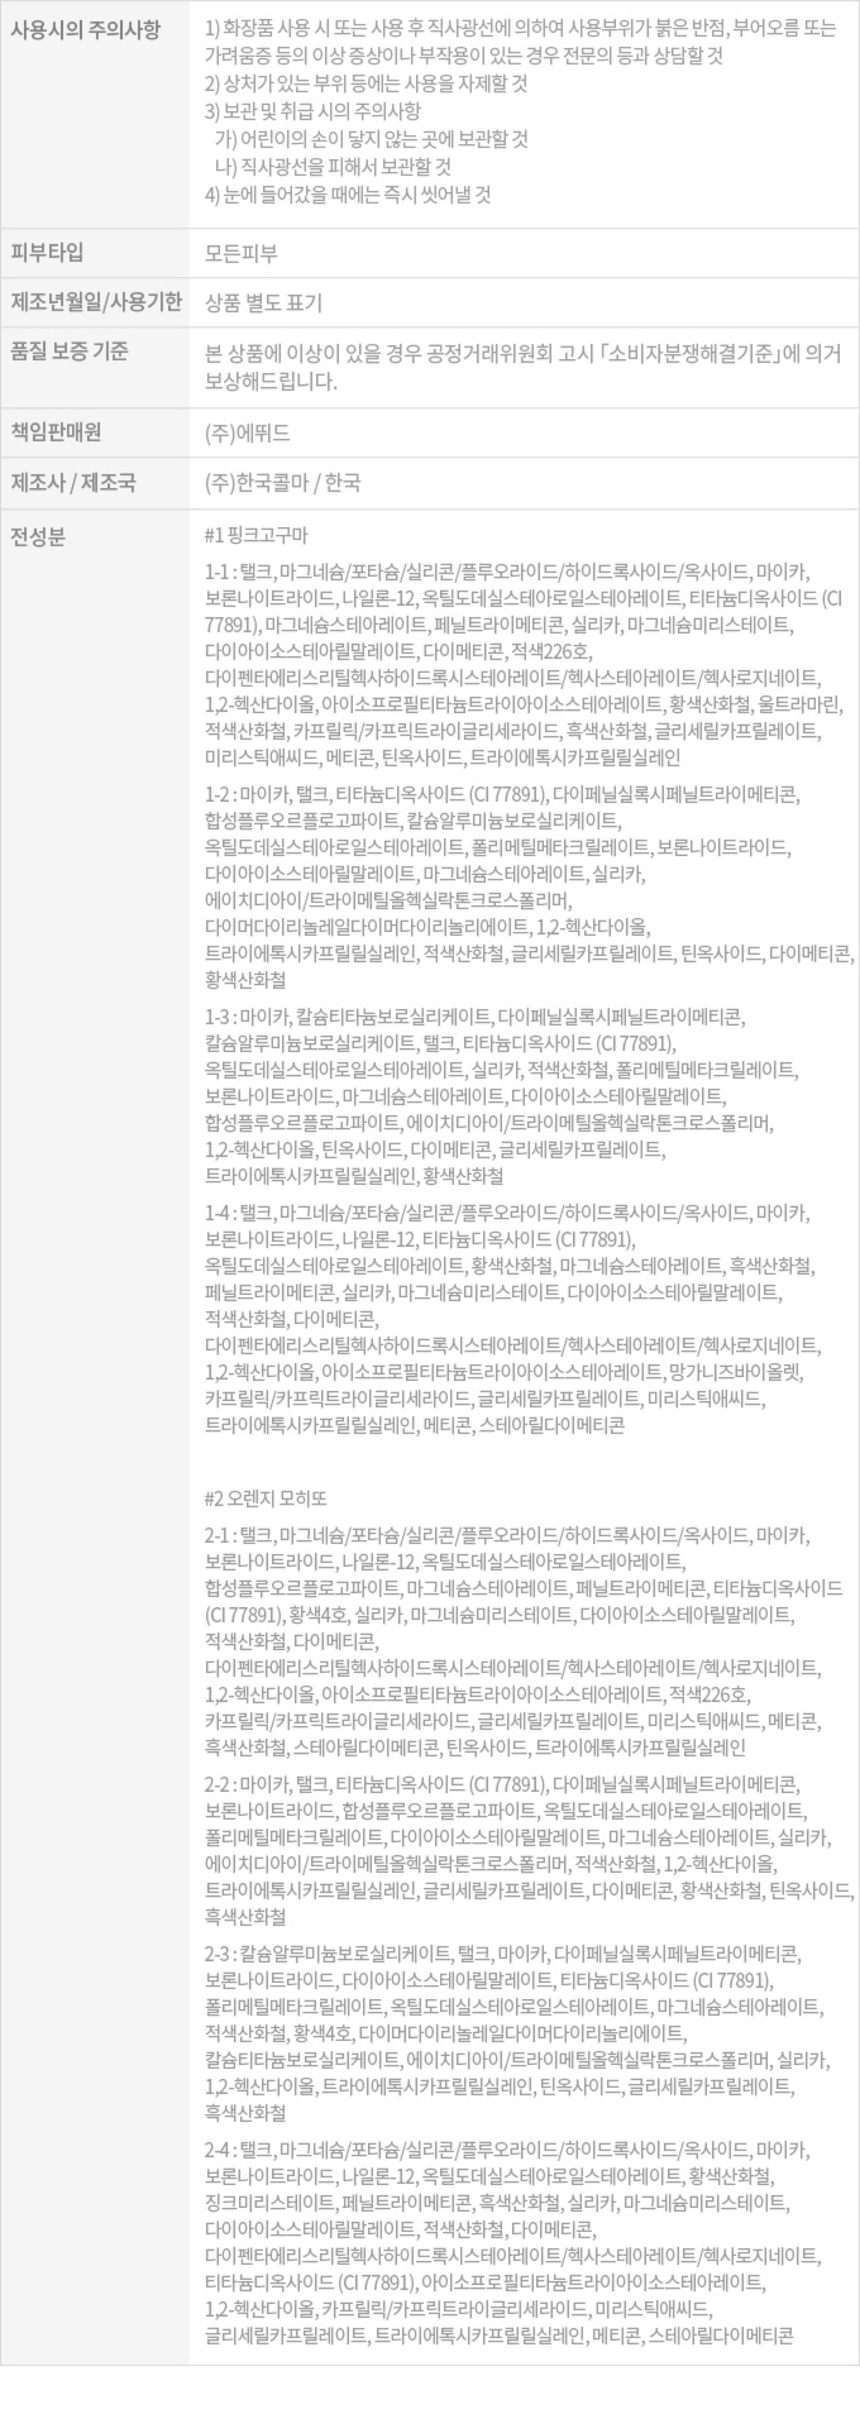 사용시의 주의사항
1) 화장품 사용 시 또는 사용 후 직사광선에 의하여 사용부위가 붉은 반점, 부어오름 또는
가려움증 등의 이상 증상이나 부작용이 있는 경우 전문의 등과 상담할 것
2) 상처가 있는 부위 등에는 사용을 자제할 것
3) 보관 및 취급 시의 주의사항
가) 어린이의 손이 닿지 않는 곳에 보관할 것
나) 직사광선을 피해서 보관할 것
4) 눈에 들어갔을 때에는 즉시 씻어낼 것
피부타입
모든피부
제조년월일/사용기한
상품 별도 표기
품질 보증 기준
본 상품에 이상이 있을 경우 공정거래위원회 고시 「소비자분쟁해결기준」에 의거
보상해드립니다.
책임판매원
(주)에뛰드
제조사 / 제조국
(주)한국콜마 / 한국
전성분
#1 핑크고구마
1-1 : 탤크, 마그네슘/포타슘/실리콘/플루오라이드/하이드록사이드/옥사이드, 마이카,
보론나이트라이드, 나일론-12, 옥틸도데실스테아로일스테아레이트, 티타늄디옥사이드 (CI
77891), 마그네슘스테아레이트, 페닐트라이메티콘, 실리카, 마그네슘미리스테이트,
다이아이소스테아릴말레이트, 다이메티콘, 적색226호,
다이펜타에리스리틸헥사하이드록시스테아레이트/헥사스테아레이트/헥사로지네이트,
1,2-헥산다이올, 아이소프로필티타늄트라이아이소스테아레이트, 황색산화철, 울트라마린,
적색산화철, 카프릴릭/카프릭트라이글리세라이드, 흑색산화철, 글리세릴카프릴레이트,
미리스틱애씨드, 메티콘, 틴옥사이드, 트라이에톡시카프릴릴실레인
1-2 : 마이카, 탤크, 티타늄디옥사이드 (CI 77891), 다이페닐실록시페닐트라이메티콘,
합성플루오르플로고파이트, 칼슘알루미늄보로실리케이트,
옥틸도데실스테아로일스테아레이트, 폴리메틸메타크릴레이트, 보론나이트라이드,
다이아이소스테아릴말레이트, 마그네슘스테아레이트, 실리카,
에이치디아이/트라이메틸올헥실락톤크로스폴리머,
다이머다이리놀레일다이머다이리놀리에이트, 1,2-헥산다이올,
트라이에톡시카프릴릴실레인, 적색산화철, 글리세릴카프릴레이트, 틴옥사이드, 다이메티콘,
황색산화철
1-3 : 마이카, 칼슘티타늄보로실리케이트, 다이페닐실록시페닐트라이메티콘,
칼슘알루미늄보로실리케이트, 탤크, 티타늄디옥사이드 (CI 77891),
옥틸도데실스테아로일스테아레이트, 실리카, 적색산화철, 폴리메틸메타크릴레이트,
보론나이트라이드, 마그네슘스테아레이트, 다이아이소스테아릴말레이트,
합성플루오르플로고파이트, 에이치디아이/트라이메틸올헥실락톤크로스폴리머,
1,2-헥산다이올, 틴옥사이드, 다이메티콘, 글리세릴카프릴레이트,
트라이에톡시카프릴릴실레인, 황색산화철
1-4 : 탤크, 마그네슘/포타슘/실리콘/플루오라이드/하이드록사이드/옥사이드, 마이카,
보론나이트라이드, 나일론-12, 티타늄디옥사이드 (CI 77891),
옥틸도데실스테아로일스테아레이트, 황색산화철, 마그네슘스테아레이트, 흑색산화철,
페닐트라이메티콘, 실리카, 마그네슘미리스테이트, 다이아이소스테아릴말레이트,
적색산화철, 다이메티콘,
다이펜타에리스리틸헥사하이드록시스테아레이트/헥사스테아레이트/헥사로지네이트,
1,2-헥산다이올, 아이소프로필티타늄트라이아이소스테아레이트, 망가니즈바이올렛,
카프릴릭/카프릭트라이글리세라이드, 글리세릴카프릴레이트, 미리스틱애씨드,
트라이에톡시카프릴릴실레인, 메티콘, 스테아릴다이메티콘
#2 오렌지 모히또
2-1 : 탤크, 마그네슘/포타슘/실리콘/플루오라이드/하이드록사이드/옥사이드, 마이카,
보론나이트라이드, 나일론-12, 옥틸도데실스테아로일스테아레이트,
합성플루오르플로고파이트, 마그네슘스테아레이트, 페닐트라이메티콘, 티타늄디옥사이드
(CI 77891), 황색4호, 실리카, 마그네슘미리스테이트, 다이아이소스테아릴말레이트,
적색산화철, 다이메티콘,
다이펜타에리스리틸헥사하이드록시스테아레이트/헥사스테아레이트/헥사로지네이트,
1,2-헥산다이올, 아이소프로필티타늄트라이아이소스테아레이트, 적색226호,
카프릴릭/카프릭트라이글리세라이드, 글리세릴카프릴레이트, 미리스틱애씨드, 메티콘,
흑색산화철, 스테아릴다이메티콘, 틴옥사이드, 트라이에톡시카프릴릴실레인
2-2 : 마이카, 탤크, 티타늄디옥사이드 (CI 77891), 다이페닐실록시페닐트라이메티콘,
보론나이트라이드, 합성플루오르플로고파이트, 옥틸도데실스테아로일스테아레이트,
폴리메틸메타크릴레이트, 다이아이소스테아릴말레이트, 마그네슘스테아레이트, 실리카,
에이치디아이/트라이메틸올헥실락톤크로스폴리머, 적색산화철, 1,2-헥산다이올,
트라이에톡시카프릴릴실레인, 글리세릴카프릴레이트, 다이메티콘, 황색산화철, 틴옥사이드,
흑색산화철
2-3 : 칼슘알루미늄보로실리케이트, 탤크, 마이카, 다이페닐실록시페닐트라이메티콘,
보론나이트라이드, 다이아이소스테아릴말레이트, 티타늄디옥사이드 (CI 77891),
폴리메틸메타크릴레이트, 옥틸도데실스테아로일스테아레이트, 마그네슘스테아레이트,
적색산화철, 황색4호, 다이머다이리놀레일다이머다이리놀리에이트,
칼슘티타늄보로실리케이트, 에이치디아이/트라이메틸올헥실락톤크로스폴리머, 실리카,
1,2-헥산다이올, 트라이에톡시카프릴릴실레인, 틴옥사이드, 글리세릴카프릴레이트,
흑색산화철
2-4 : 탤크, 마그네슘/포타슘/실리콘/플루오라이드/하이드록사이드/옥사이드, 마이카,
보론나이트라이드, 나일론-12, 옥틸도데실스테아로일스테아레이트, 황색산화철,
징크미리스테이트, 페닐트라이메티콘, 흑색산화철, 실리카, 마그네슘미리스테이트,
다이아이소스테아릴말레이트, 적색산화철, 다이메티콘,
다이펜타에리스리틸헥사하이드록시스테아레이트/헥사스테아레이트/헥사로지네이트,
티타늄디옥사이드 (CI 77891), 아이소프로필티타늄트라이아이소스테아레이트,
1,2-헥산다이올, 카프릴릭/카프릭트라이글리세라이드, 미리스틱애씨드,
글리세릴카프릴레이트, 트라이에톡시카프릴릴실레인, 메티콘, 스테아릴다이메티콘